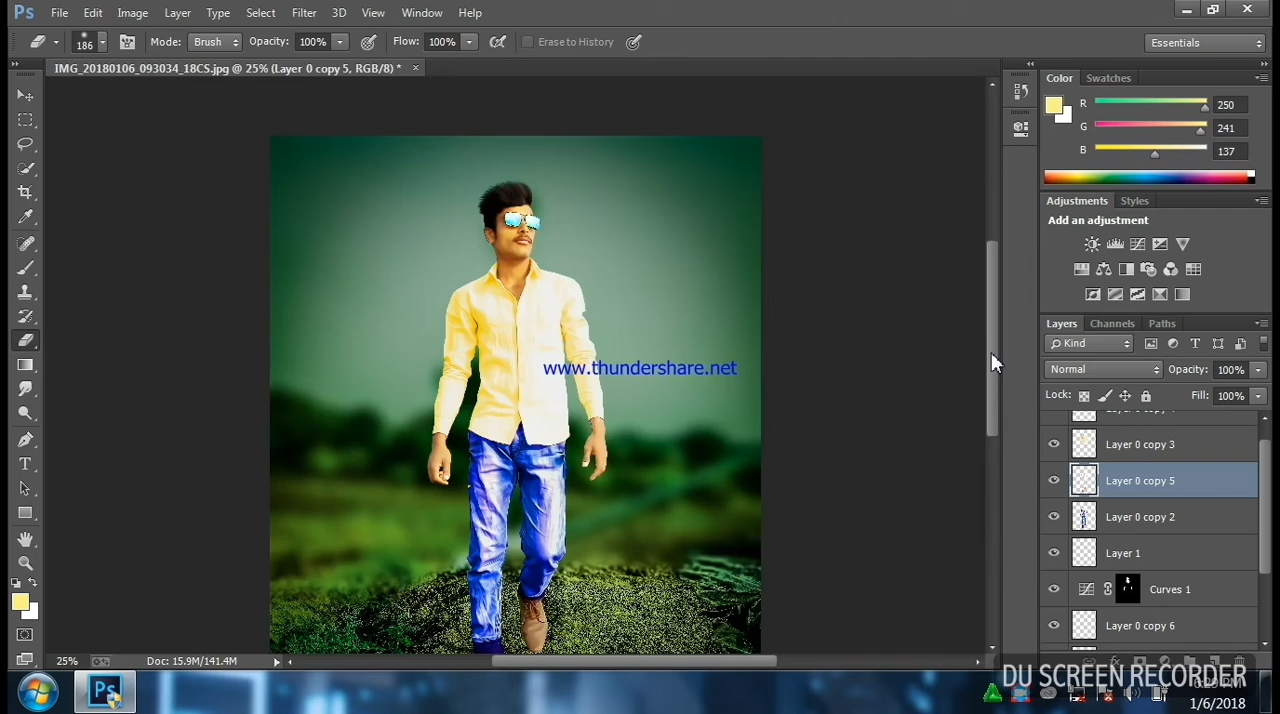 Ps File Edit Image Layer Type Select Filter 3D View Window Help
186 Mode: Brush Opacity: 100% Flow: 100% Erase to History Essentials
IMG_20180106_093034_18CS.jpg @ 25% (Layer 0 copy 5, RGB/8) * ×
Color Swatches
R 250
G 241
B 137
Adjustments Styles
Add an adjustment
Layers Channels Paths
Kind
Normal Opacity: 100%
Lock: Fill: 100%
Layer 0 copy 3
Layer 0 copy 5
Layer 0 copy 2
Layer 1
Curves 1
Layer 0 copy 6
www.thundershare.net
25% Doc: 15.9M/141.4M
DU SCREEN RECORDER
Ps
1/6/2018